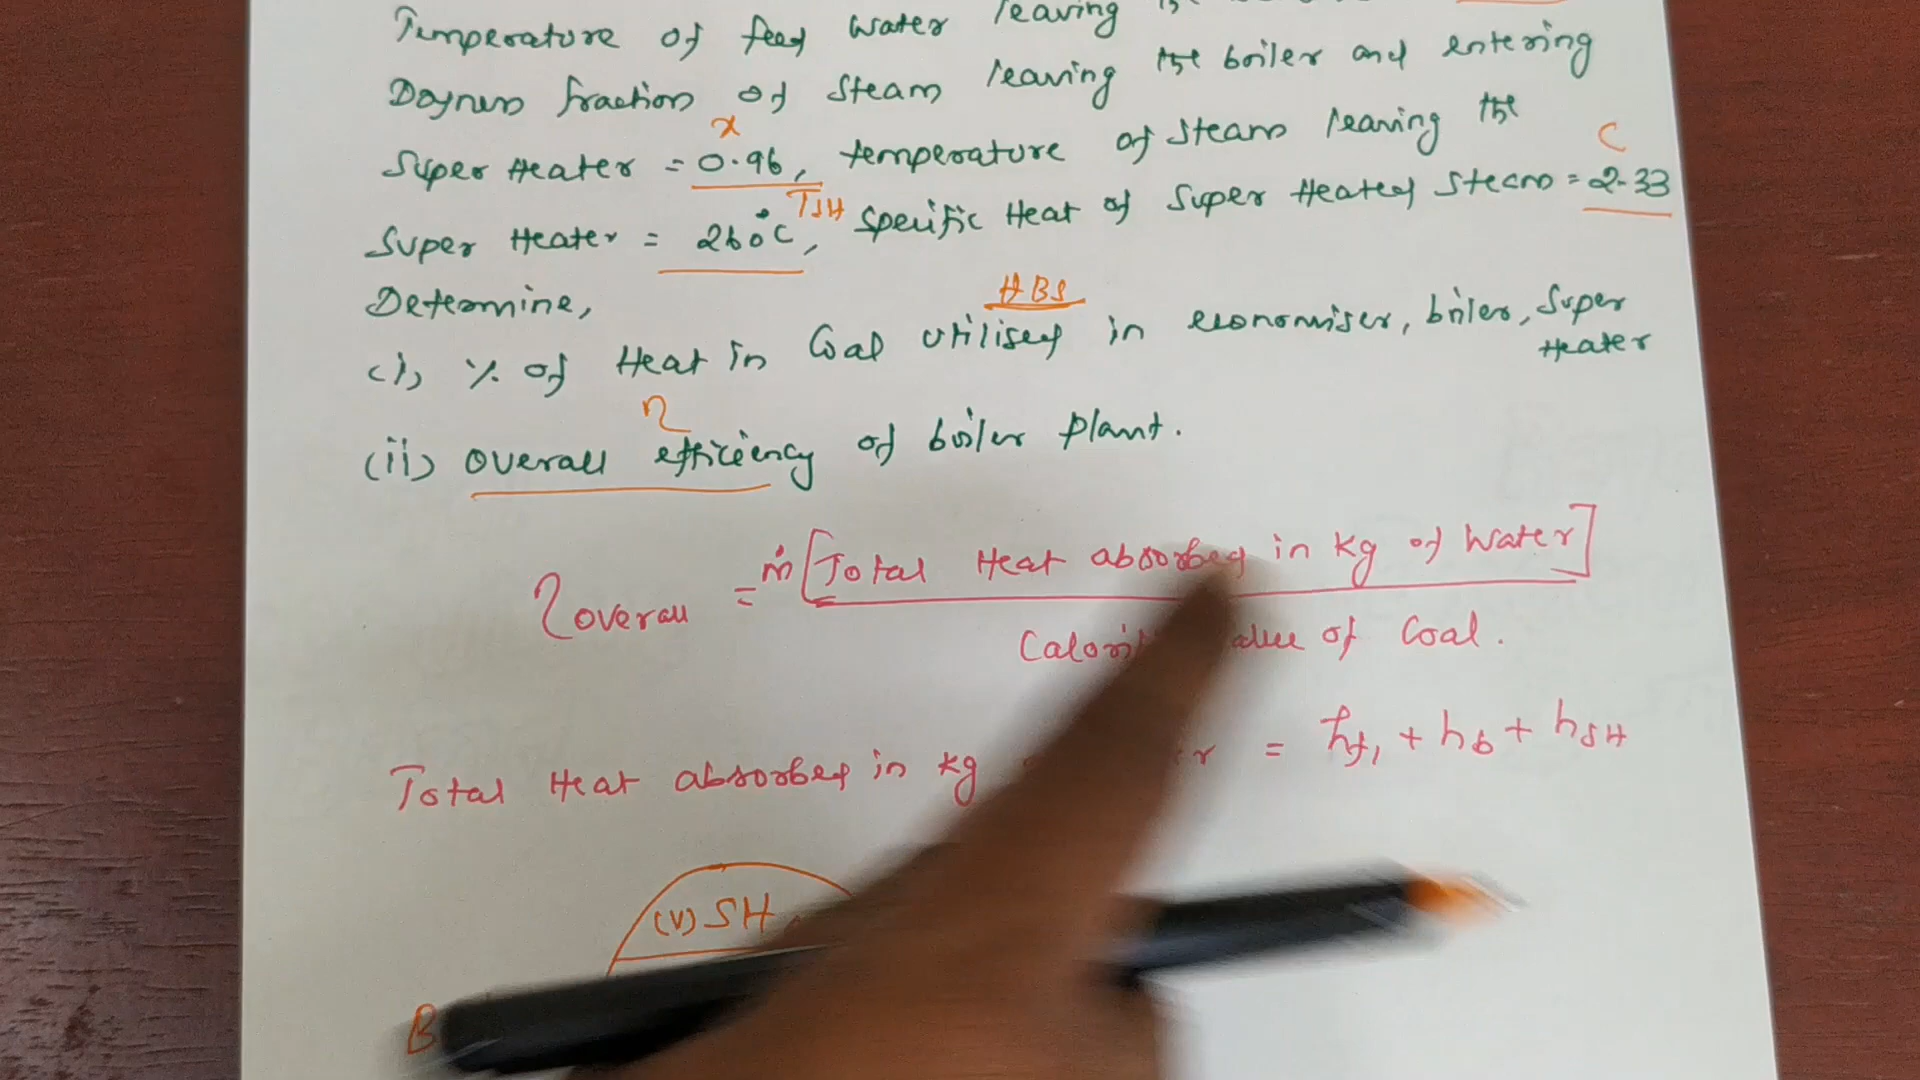 Temperature of feed water leaving
Dryness fraction of steam leaving the boiler and entering
x
Super Heater = 0.96, temperature of steam leaving the
C
TSH
Super Heater = 260°C, Specific Heat of Super Heated Steam = 2.33
Determine,
HBS
(i), % of Heat in Coal utilised in economiser, boiler, Super Heater
η
(ii) overall efficiency of boiler plant.
η overall = ṁ [Total Heat absorbed in kg of water]
Calori alue of Coal.
Total Heat absorbed in kg r = hf1 + hb + hSH
(V) SH
B